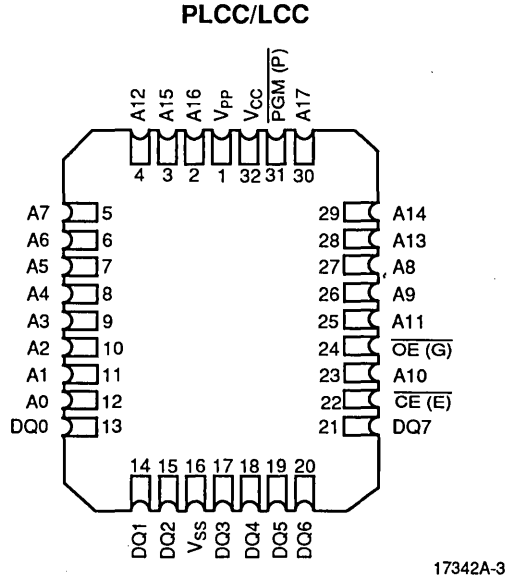 PLCC/LCC
A12 A15 A16 VPP VCC PGM (P) A17
4 3 2 1 32 31 30
A7 5 29 A14
A6 6 28 A13
A5 7 27 A8
A4 8 26 A9
A3 9 25 A11
A2 10 24 OE (G)
A1 11 23 A10
A0 12 22 CE (E)
DQ0 13 21 DQ7
14 15 16 17 18 19 20
DQ1 DQ2 VSS DQ3 DQ4 DQ5 DQ6
17342A-3